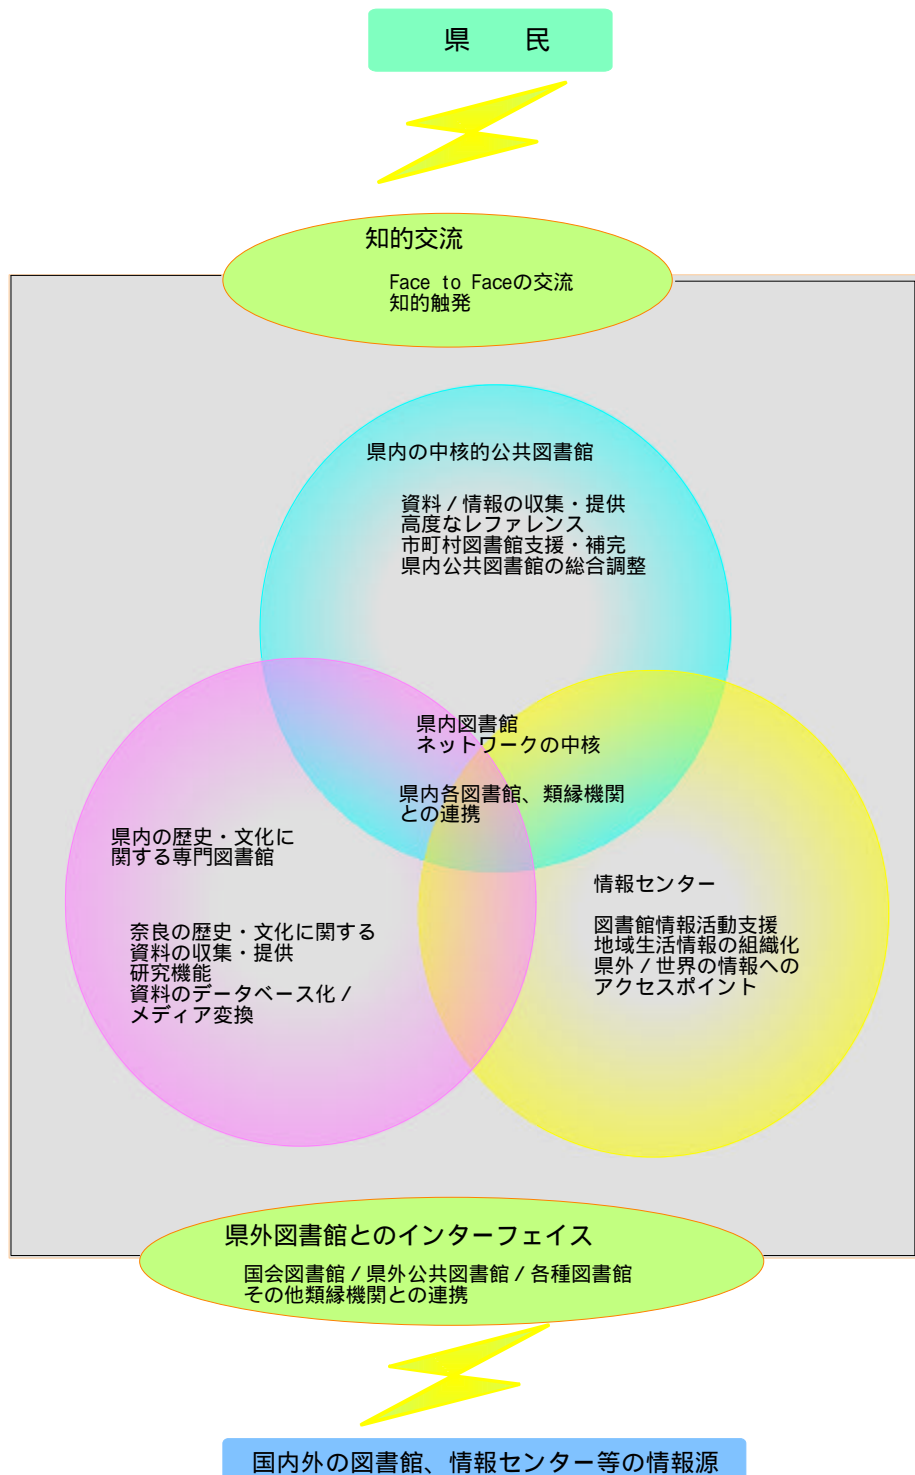 県　　民
知的交流
Face to Faceの交流
知的触発
県内の中核的公共図書館
資料／情報の収集・提供
高度なレファレンス
市町村図書館支援・補完
県内公共図書館の総合調整
県内図書館
ネットワークの中核
県内各図書館、類縁機関
との連携
県内の歴史・文化に
関する専門図書館
奈良の歴史・文化に関する
資料の収集・提供
研究機能
資料のデータベース化／
メディア変換
情報センター
図書館情報活動支援
地域生活情報の組織化
県外／世界の情報への
アクセスポイント
県外図書館とのインターフェイス
国会図書館／県外公共図書館／各種図書館
その他類縁機関との連携
国内外の図書館、情報センター等の情報源